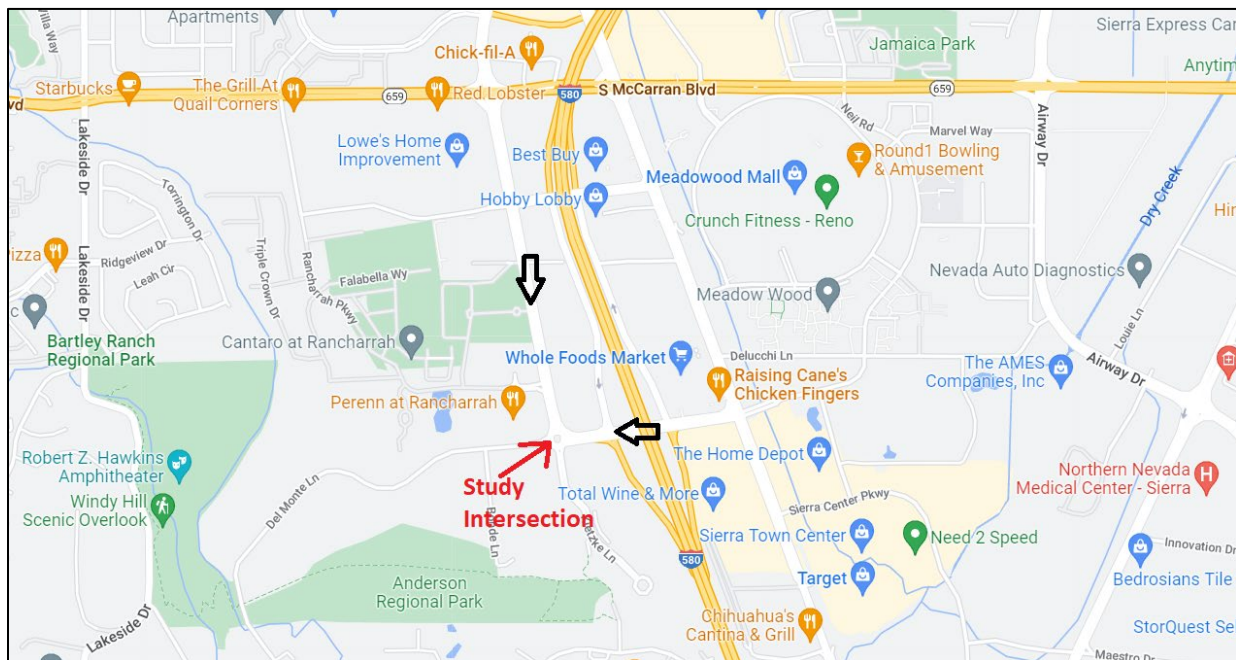 Villa Way
Apartments
Chick-fil-A
580
S McCarran Blvd
Jamaica Park
Sierra Express Car
Anytim
Starbucks
The Grill At
Quail Corners
659
Red Lobster
659
vd
Lakeside Dr
Lowe's Home
Improvement
Best Buy
Hobby Lobby
Neil Rd
Marvel Way
Round1 Bowling
& Amusement
Airway Dr
Meadowood Mall
Crunch Fitness - Reno
Dry Creek
Hir
Torrington Dr
Pizza
Ridgeview Dr
Leah Cir
Lakeside Dr
Triple Crown Dr
Rancharrah Pkwy
Falabella Wy
Nevada Auto Diagnostics
Louie Ln
c
Bartley Ranch
Regional Park
Cantaro at Rancharrah
Meadow Wood
Whole Foods Market
Delucchi Ln
The AMES
Companies, Inc
Airway Dr
Raising Cane's
Chicken Fingers
Perenn at Rancharrah
Robert Z. Hawkins
Amphitheater
Windy Hill
Scenic Overlook
Del Monte Ln
Study
Intersection
The Home Depot
Total Wine & More
Sierra Center Pkwy
Northern Nevada
Medical Center - Sierra
etzke Ln
Sierra Town Center
Need 2 Speed
580
Innovation Dr
Target
Bedrosians Tile
Anderson
Regional Park
Lakeside Dr
Chihuahua's
Cantina & Grill
StorQuest Se
Maestro Dr